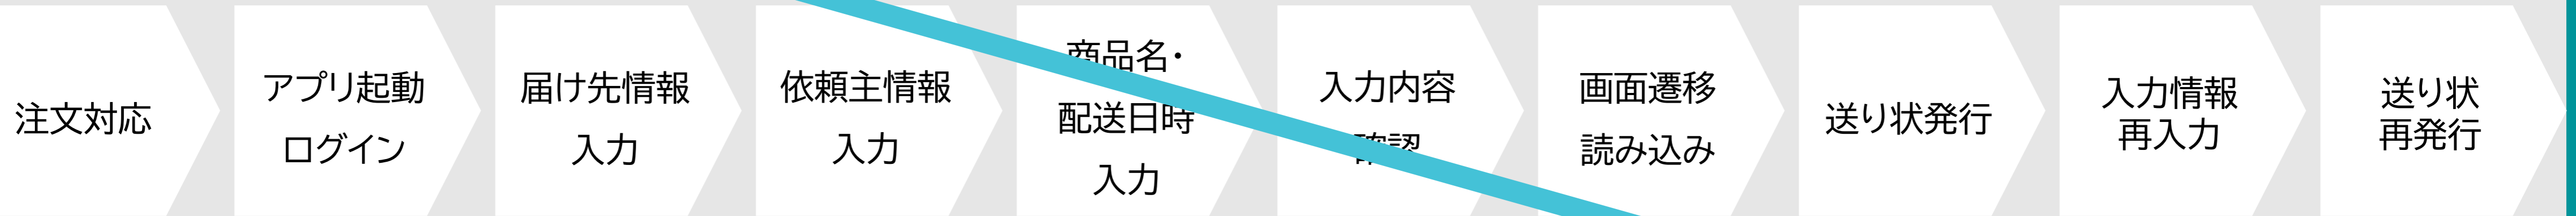 注文対応
アプリ起動
ログイン
届け先情報
入力
依頼主情報
入力
商品名・
配送日時
入力
入力内容
確認
画面遷移
読み込み
送り状発行
入力情報
再入力
送り状
再発行